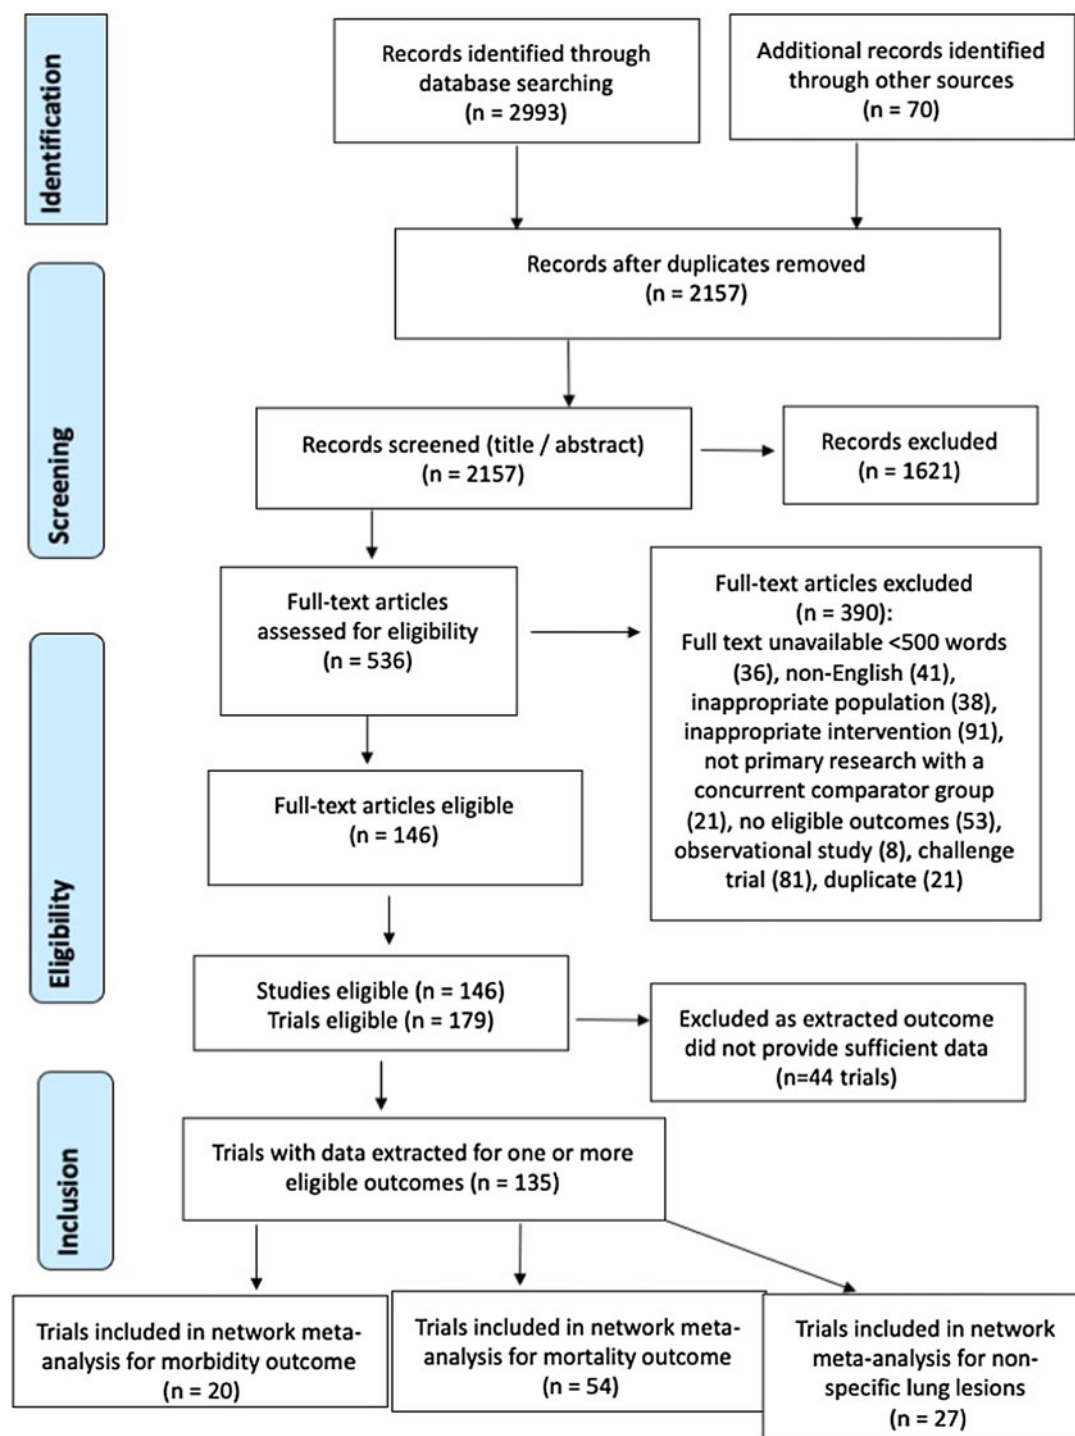 Identification
Records identified through
database searching
(n = 2993)
Additional records identified
through other sources
(n = 70)
Records after duplicates removed
(n = 2157)
Screening
Records screened (title / abstract)
(n = 2157)
Records excluded
(n = 1621)
Full-text articles
assessed for eligibility
(n = 536)
Full-text articles excluded
(n = 390):
Full text unavailable <500 words
(36), non-English (41),
inappropriate population (38),
inappropriate intervention (91),
not primary research with a
concurrent comparator group
(21), no eligible outcomes (53),
observational study (8), challenge
trial (81), duplicate (21)
Eligibility
Full-text articles eligible
(n = 146)
Studies eligible (n = 146)
Trials eligible (n = 179)
Excluded as extracted outcome
did not provide sufficient data
(n=44 trials)
Inclusion
Trials with data extracted for one or more
eligible outcomes (n = 135)
Trials included in network meta-
analysis for morbidity outcome
(n = 20)
Trials included in network meta-
analysis for mortality outcome
(n = 54)
Trials included in network
meta-analysis for non-
specific lung lesions
(n = 27)